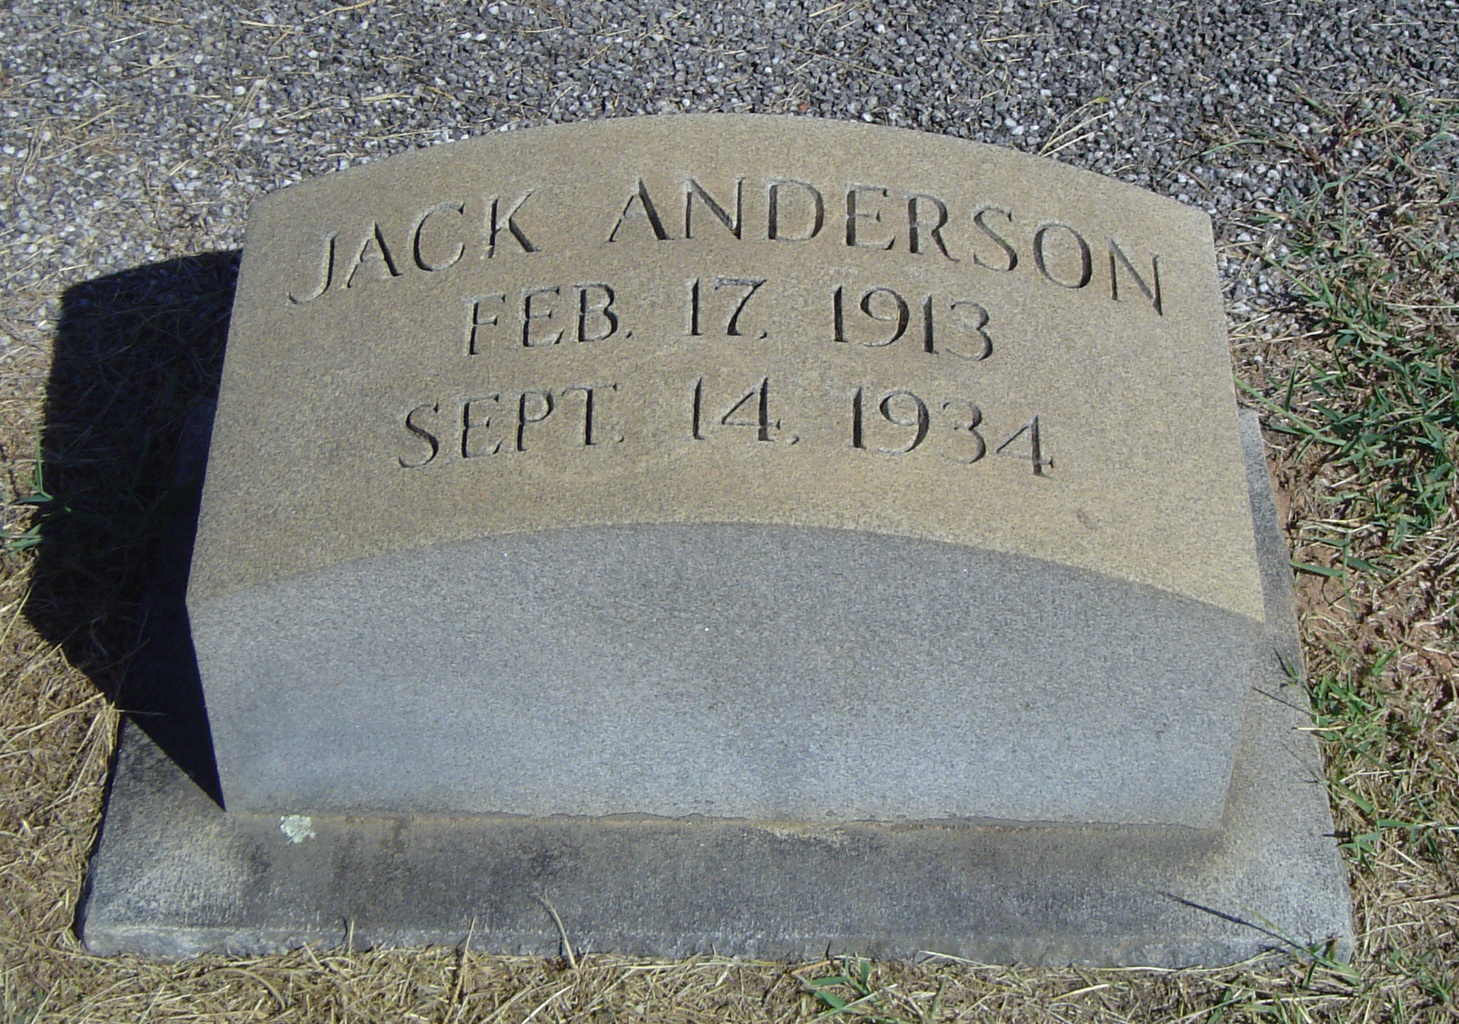 JACK ANDERSON
FEB. 17, 1913
SEPT. 14, 1934